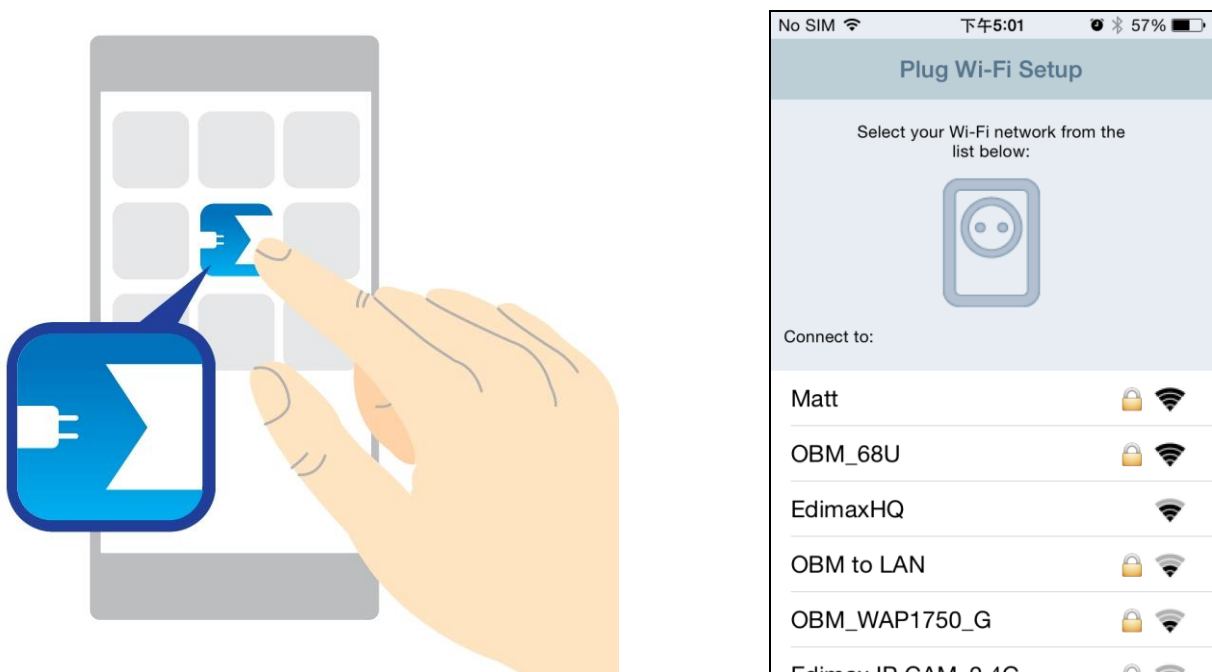 No SIM 下午5:01 57%
Plug Wi-Fi Setup
Select your Wi-Fi network from the
list below:
Connect to:
Matt
OBM_68U
EdimaxHQ
OBM to LAN
OBM_WAP1750_G